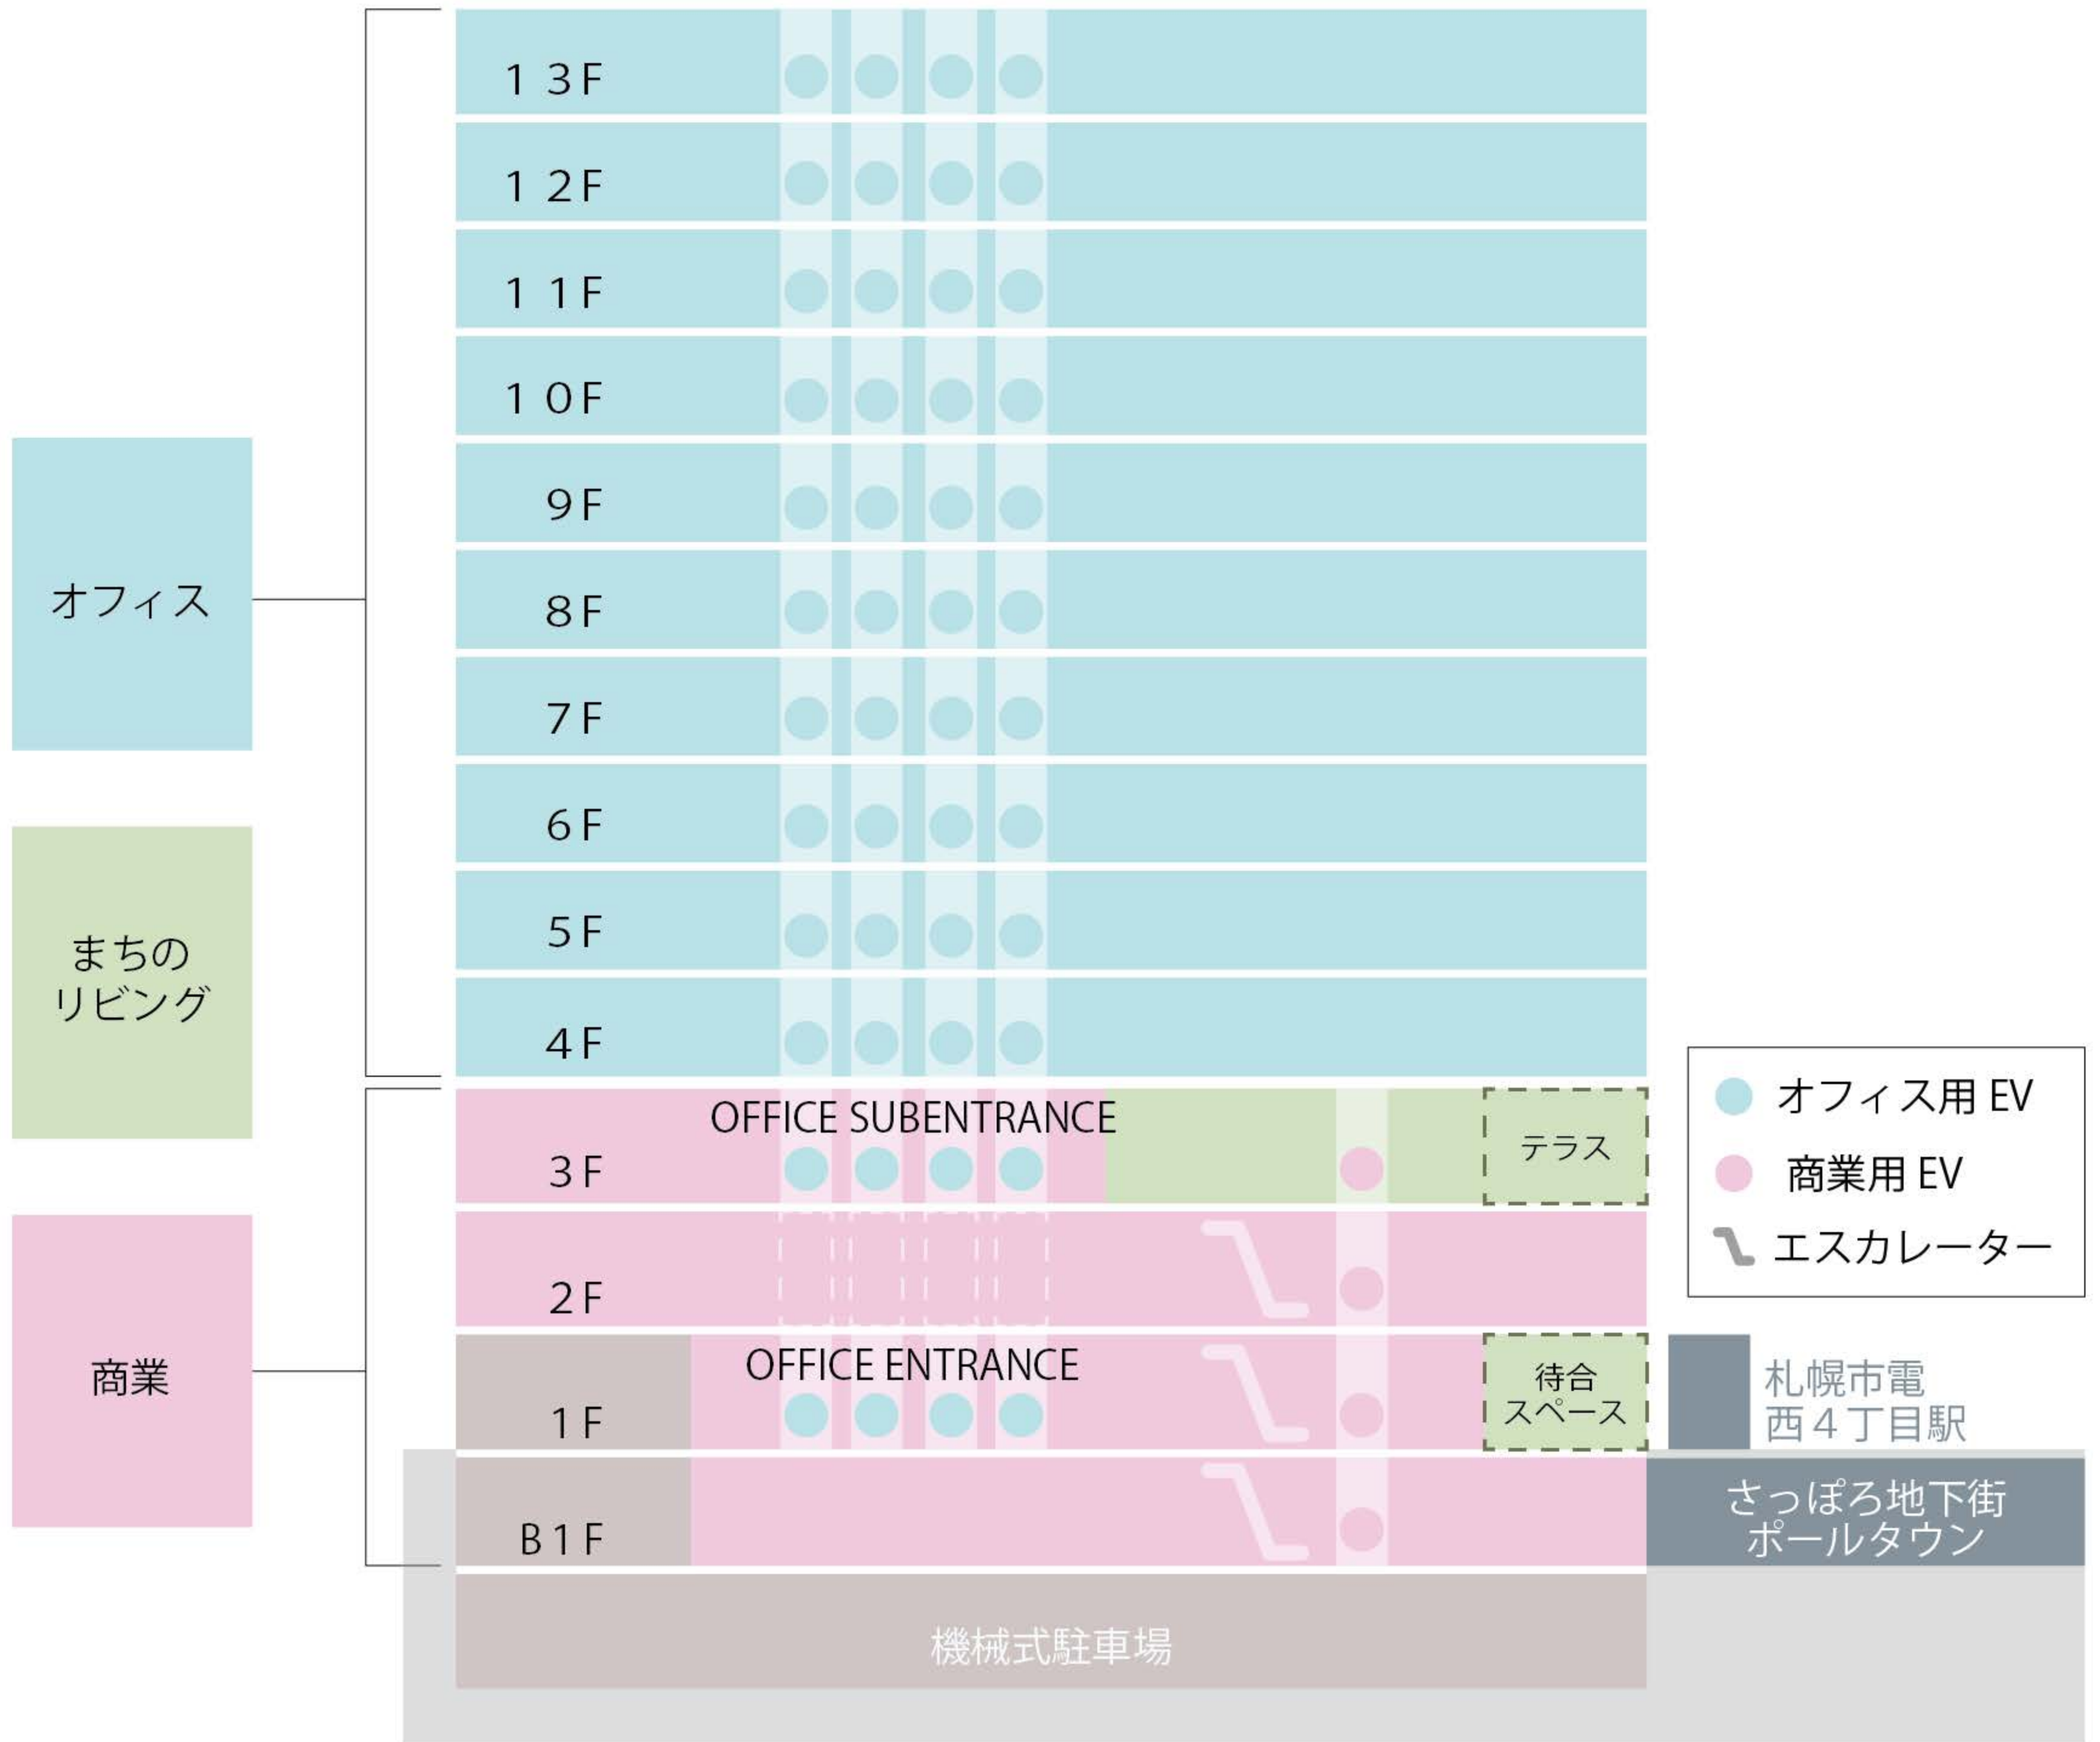 オフィス
まちの
リビング
商業
13F
12F
11F
10F
9F
8F
7F
6F
5F
4F
OFFICE SUBENTRANCE
3F
テラス
2F
OFFICE ENTRANCE
1F
待合
スペース
B1F
機械式駐車場
オフィス用 EV
商業用 EV
エスカレーター
札幌市電
西4丁目駅
さっぽろ地下街
ポールタウン